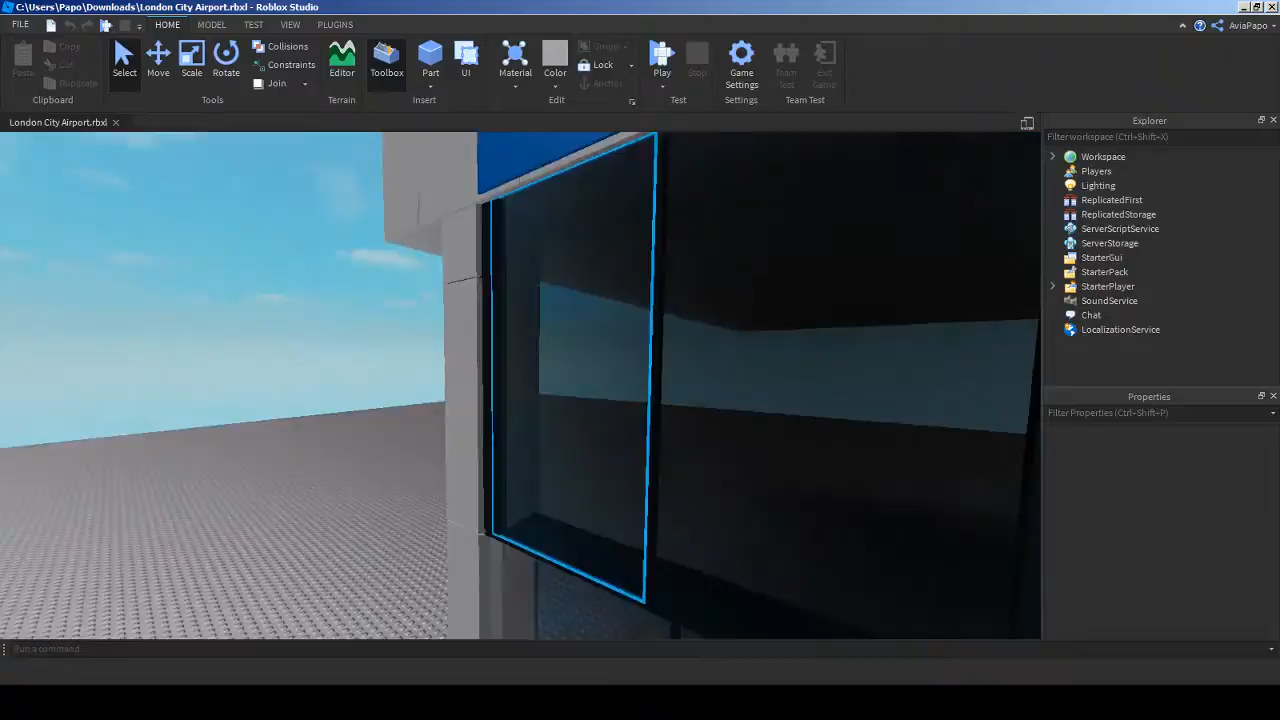 C:\Users\Papo\Downloads\London City Airport.rbxl - Roblox Studio
FILE HOME MODEL TEST VIEW PLUGINS
AviaPapo
Paste Copy Cut Duplicate
Select Move Scale Rotate Collisions Constraints Join
Editor Toolbox Part UI
Material Color Group Lock Anchor
Play Stop Game Settings Team Test Exit Game
Clipboard Tools Terrain Insert Edit Test Settings Team Test
London City Airport.rbxl
Explorer
Filter workspace (Ctrl+Shift+X)
Workspace
Players
Lighting
ReplicatedFirst
ReplicatedStorage
ServerScriptService
ServerStorage
StarterGui
StarterPack
StarterPlayer
SoundService
Chat
LocalizationService
Properties
Filter Properties (Ctrl+Shift+P)
Run a command